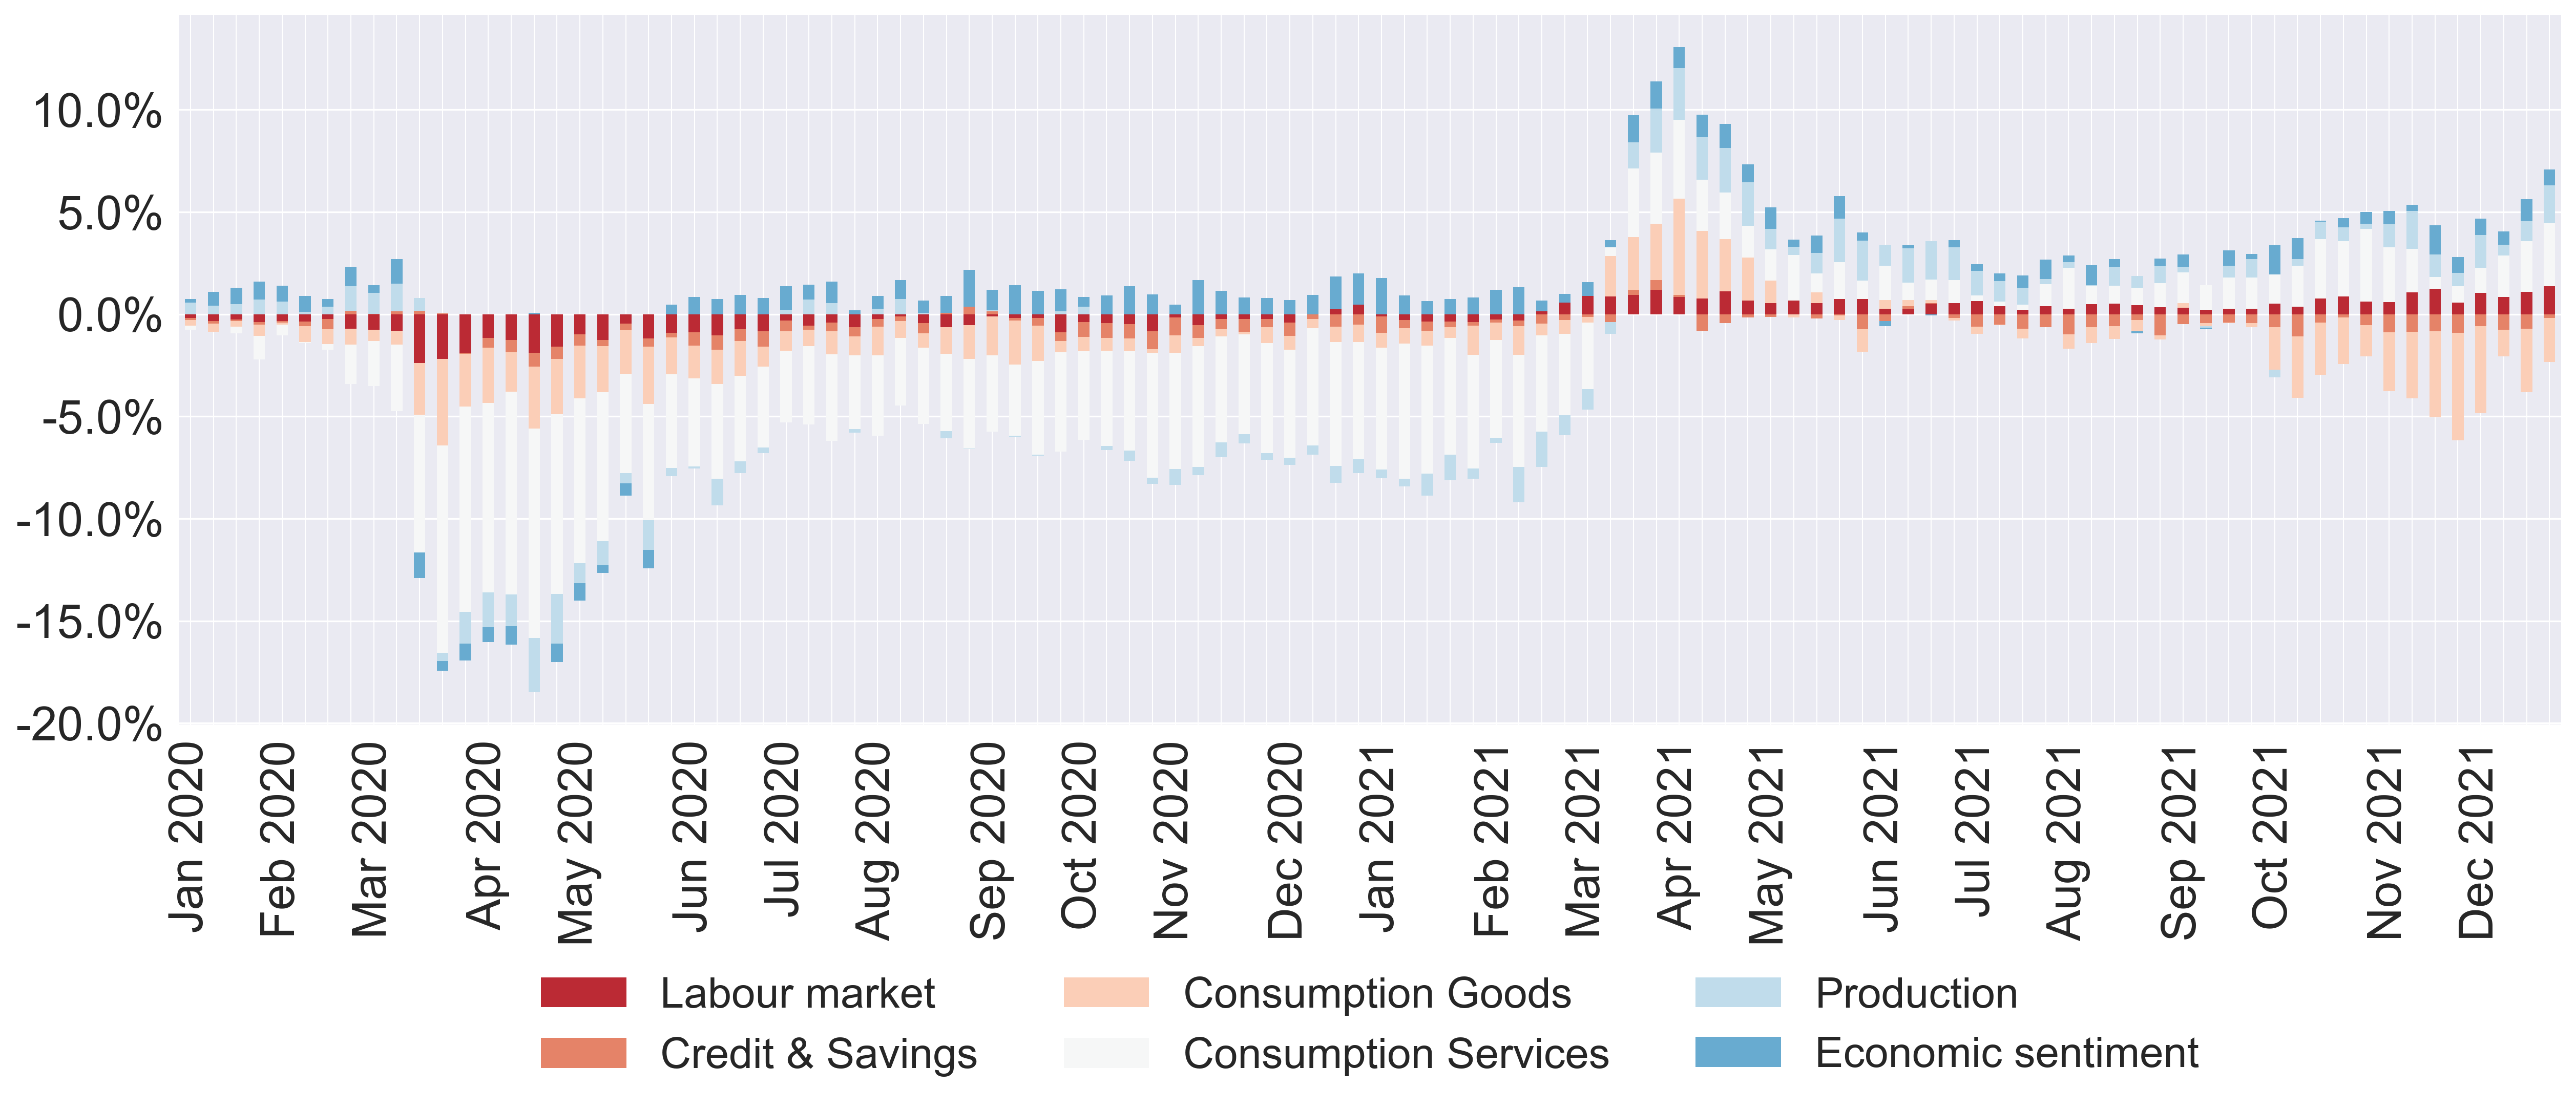 10.0%
5.0%
0.0%
-5.0%
-10.0%
-15.0%
-20.0%
Jan 2020
Feb 2020
Mar 2020
Apr 2020
May 2020
Jun 2020
Jul 2020
Aug 2020
Sep 2020
Oct 2020
Nov 2020
Dec 2020
Jan 2021
Feb 2021
Mar 2021
Apr 2021
May 2021
Jun 2021
Jul 2021
Aug 2021
Sep 2021
Oct 2021
Nov 2021
Dec 2021
Labour market
Credit & Savings
Consumption Goods
Consumption Services
Production
Economic sentiment